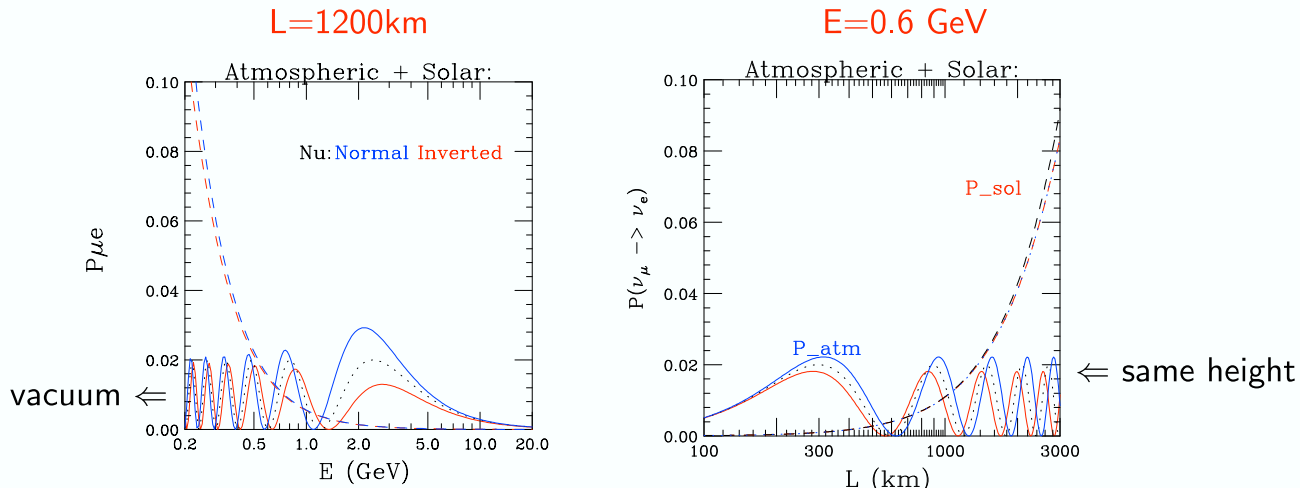 L=1200km
Atmospheric + Solar:
0.10
0.08
0.06
0.04
0.02
0.00
Nu: Normal Inverted
Pμe
vacuum ⇐
0.2
0.5
1.0
2.0
5.0
10.0
20.0
E (GeV)
E=0.6 GeV
Atmospheric + Solar:
0.10
0.08
0.06
0.04
0.02
0.00
P(ν_μ -> ν_e)
P_sol
P_atm
⇐ same height
100
300
1000
3000
L (km)